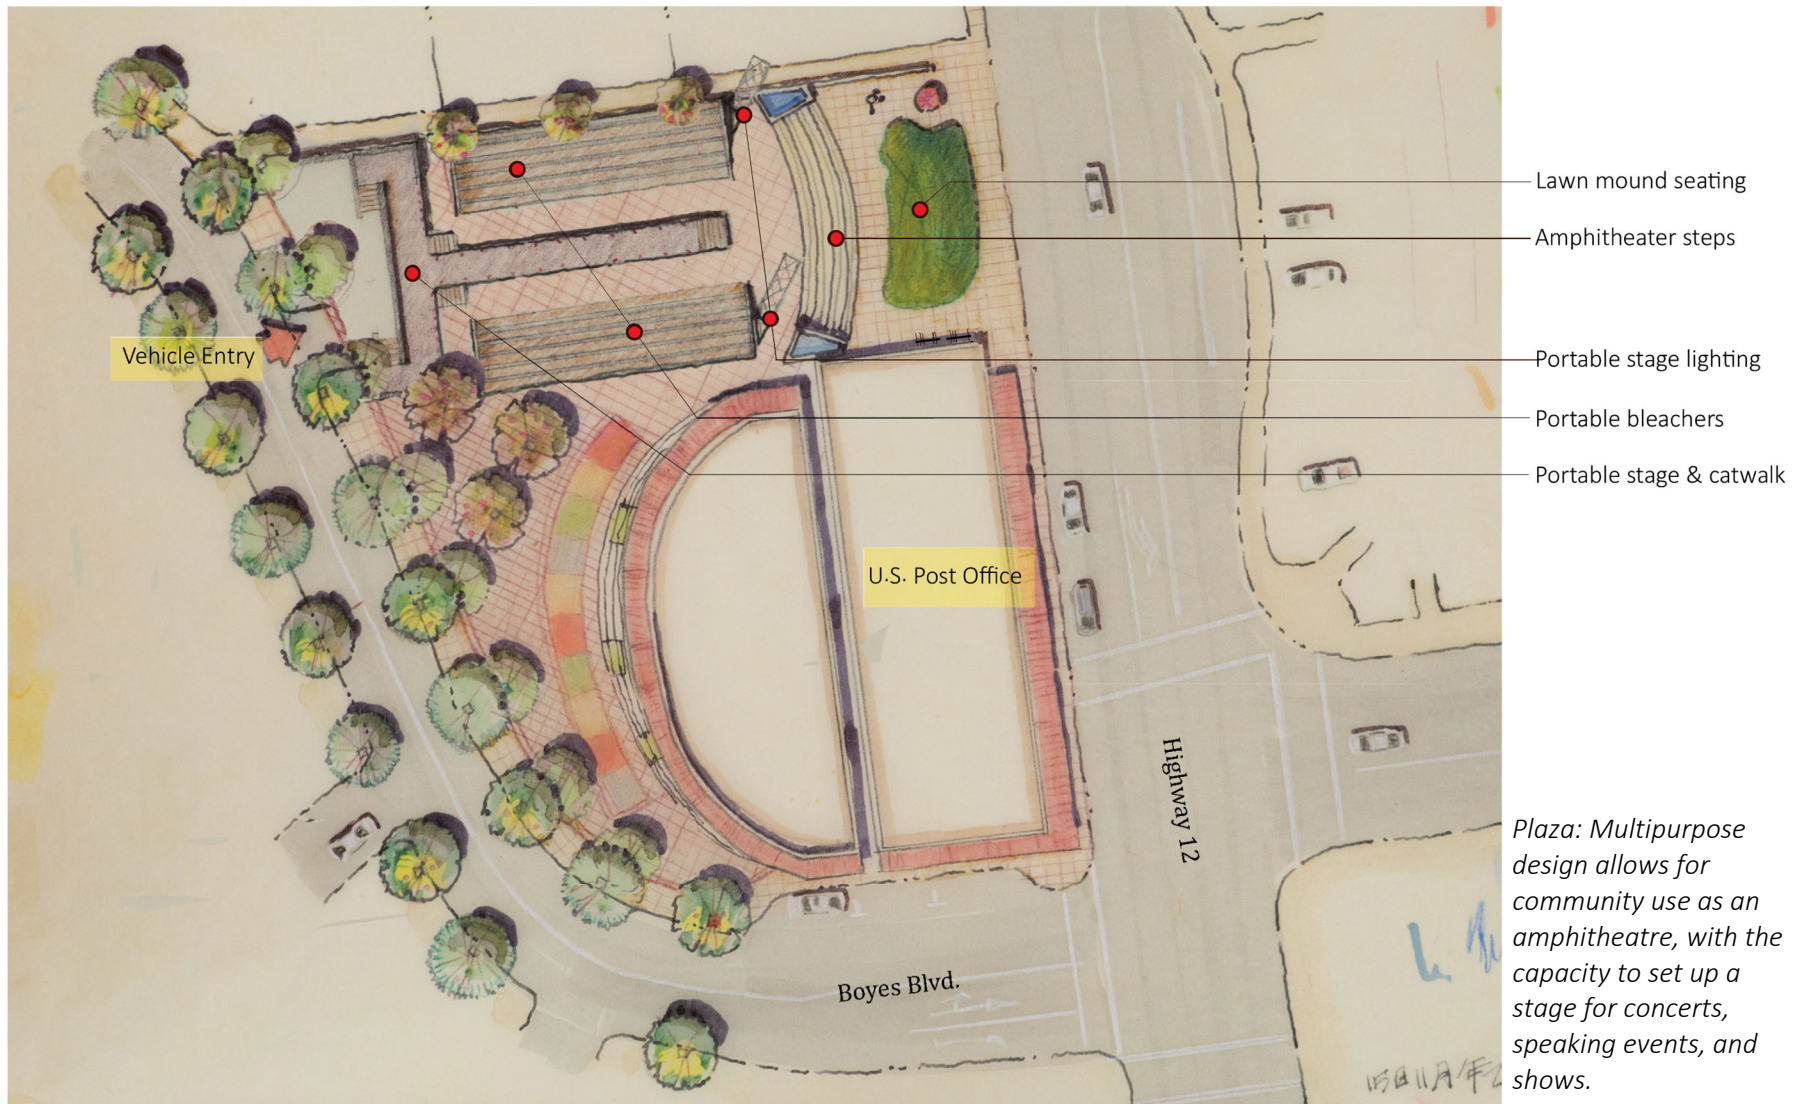 Lawn mound seating
Amphitheater steps
Vehicle Entry
Portable stage lighting
Portable bleachers
Portable stage & catwalk
U.S. Post Office
Highway 12
Boyes Blvd.
Plaza: Multipurpose
design allows for
community use as an
amphitheatre, with the
capacity to set up a
stage for concerts,
speaking events, and
shows.